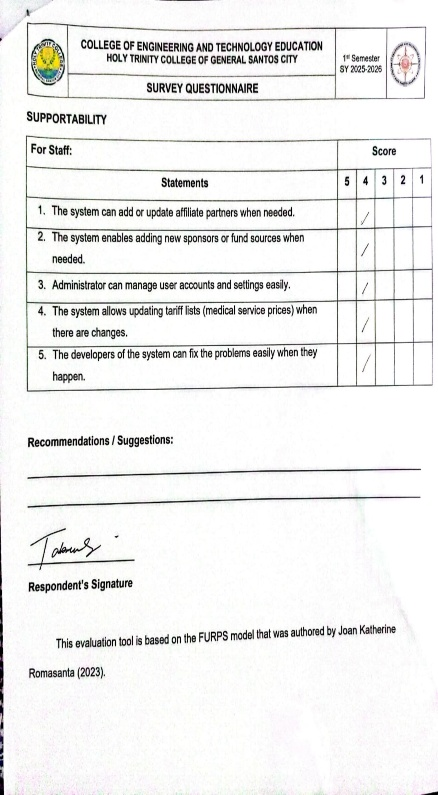 COLLEGE OF ENGINEERING AND TECHNOLOGY EDUCATION
HOLY TRINITY COLLEGE OF GENERAL SANTOS CITY
1st Semester
SY 2025-2026
SURVEY QUESTIONNAIRE
SUPPORTABILITY
For Staff:
Score
Statements
5 4 3 2 1
1. The system can add or update affiliate partners when needed. /
2. The system enables adding new sponsors or fund sources when
needed. /
3. Administrator can manage user accounts and settings easily. /
4. The system allows updating tariff lists (medical service prices) when
there are changes. /
5. The developers of the system can fix the problems easily when they
happen. /
Recommendations / Suggestions:
Respondent's Signature
This evaluation tool is based on the FURPS model that was authored by Joan Katherine
Romasanta (2023).